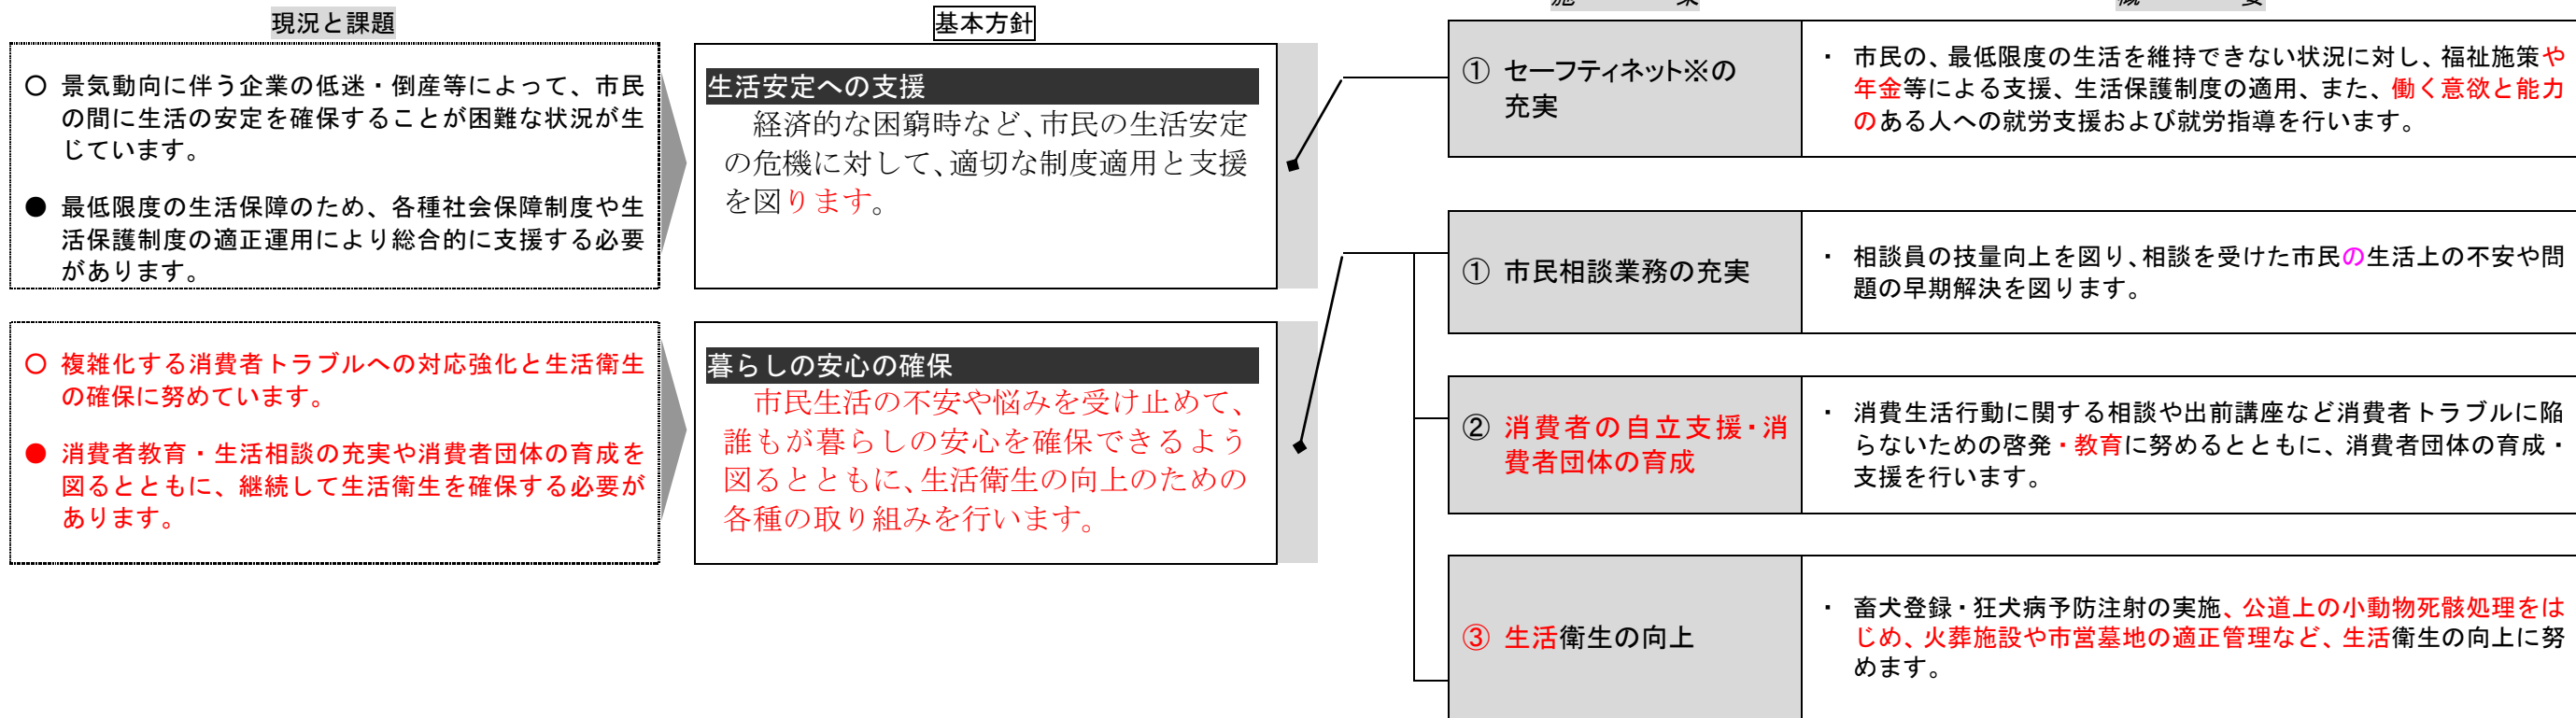 現況と課題
○ 景気動向に伴う企業の低迷・倒産等によって、市民
の間に生活の安定を確保することが困難な状況が生
じています。
● 最低限度の生活保障のため、各種社会保障制度や生
活保護制度の適正運用により総合的に支援する必要
があります。
○ 複雑化する消費者トラブルへの対応強化と生活衛生
の確保に努めています。
● 消費者教育・生活相談の充実や消費者団体の育成を
図るとともに、継続して生活衛生を確保する必要が
あります。
基本方針
生活安定への支援
経済的な困窮時など、市民の生活安定
の危機に対して、適切な制度適用と支援
を図ります。
暮らしの安心の確保
市民生活の不安や悩みを受け止めて、
誰もが暮らしの安心を確保できるよう
図るとともに、生活衛生の向上のための
各種の取り組みを行います。
① セーフティネット※の
充実
・ 市民の、最低限度の生活を維持できない状況に対し、福祉施策や
年金等による支援、生活保護制度の適用、また、働く意欲と能力
のある人への就労支援および就労指導を行います。
① 市民相談業務の充実
・ 相談員の技量向上を図り、相談を受けた市民の生活上の不安や問
題の早期解決を図ります。
② 消費者の自立支援・消
費者団体の育成
・ 消費生活行動に関する相談や出前講座など消費者トラブルに陥
らないための啓発・教育に努めるとともに、消費者団体の育成・
支援を行います。
③ 生活衛生の向上
・ 畜犬登録・狂犬病予防注射の実施、公道上の小動物死骸処理をは
じめ、火葬施設や市営墓地の適正管理など、生活衛生の向上に努
めます。